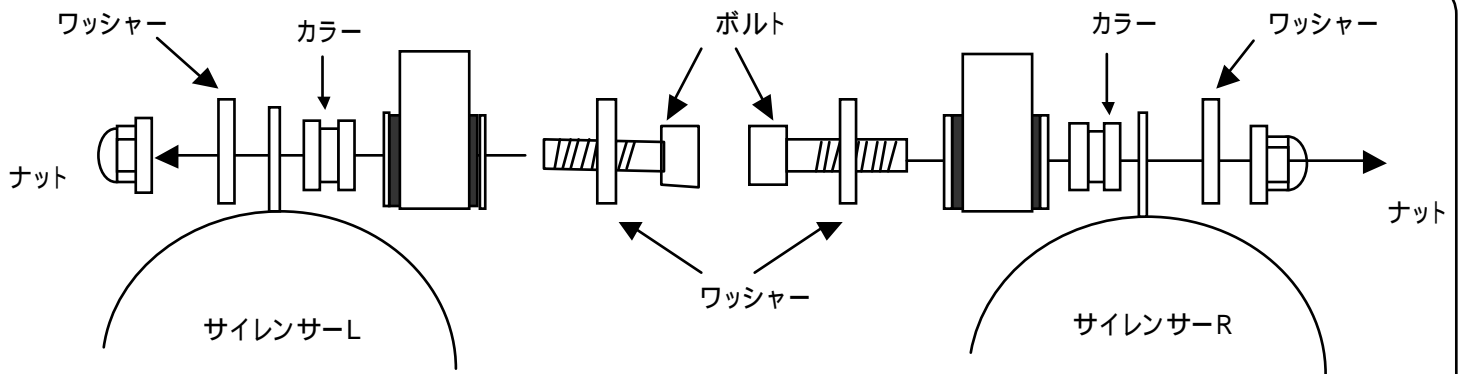 ワッシャー
カラー
ボルト
カラー
ワッシャー
ナット
ナット
ワッシャー
サイレンサーL
サイレンサーR